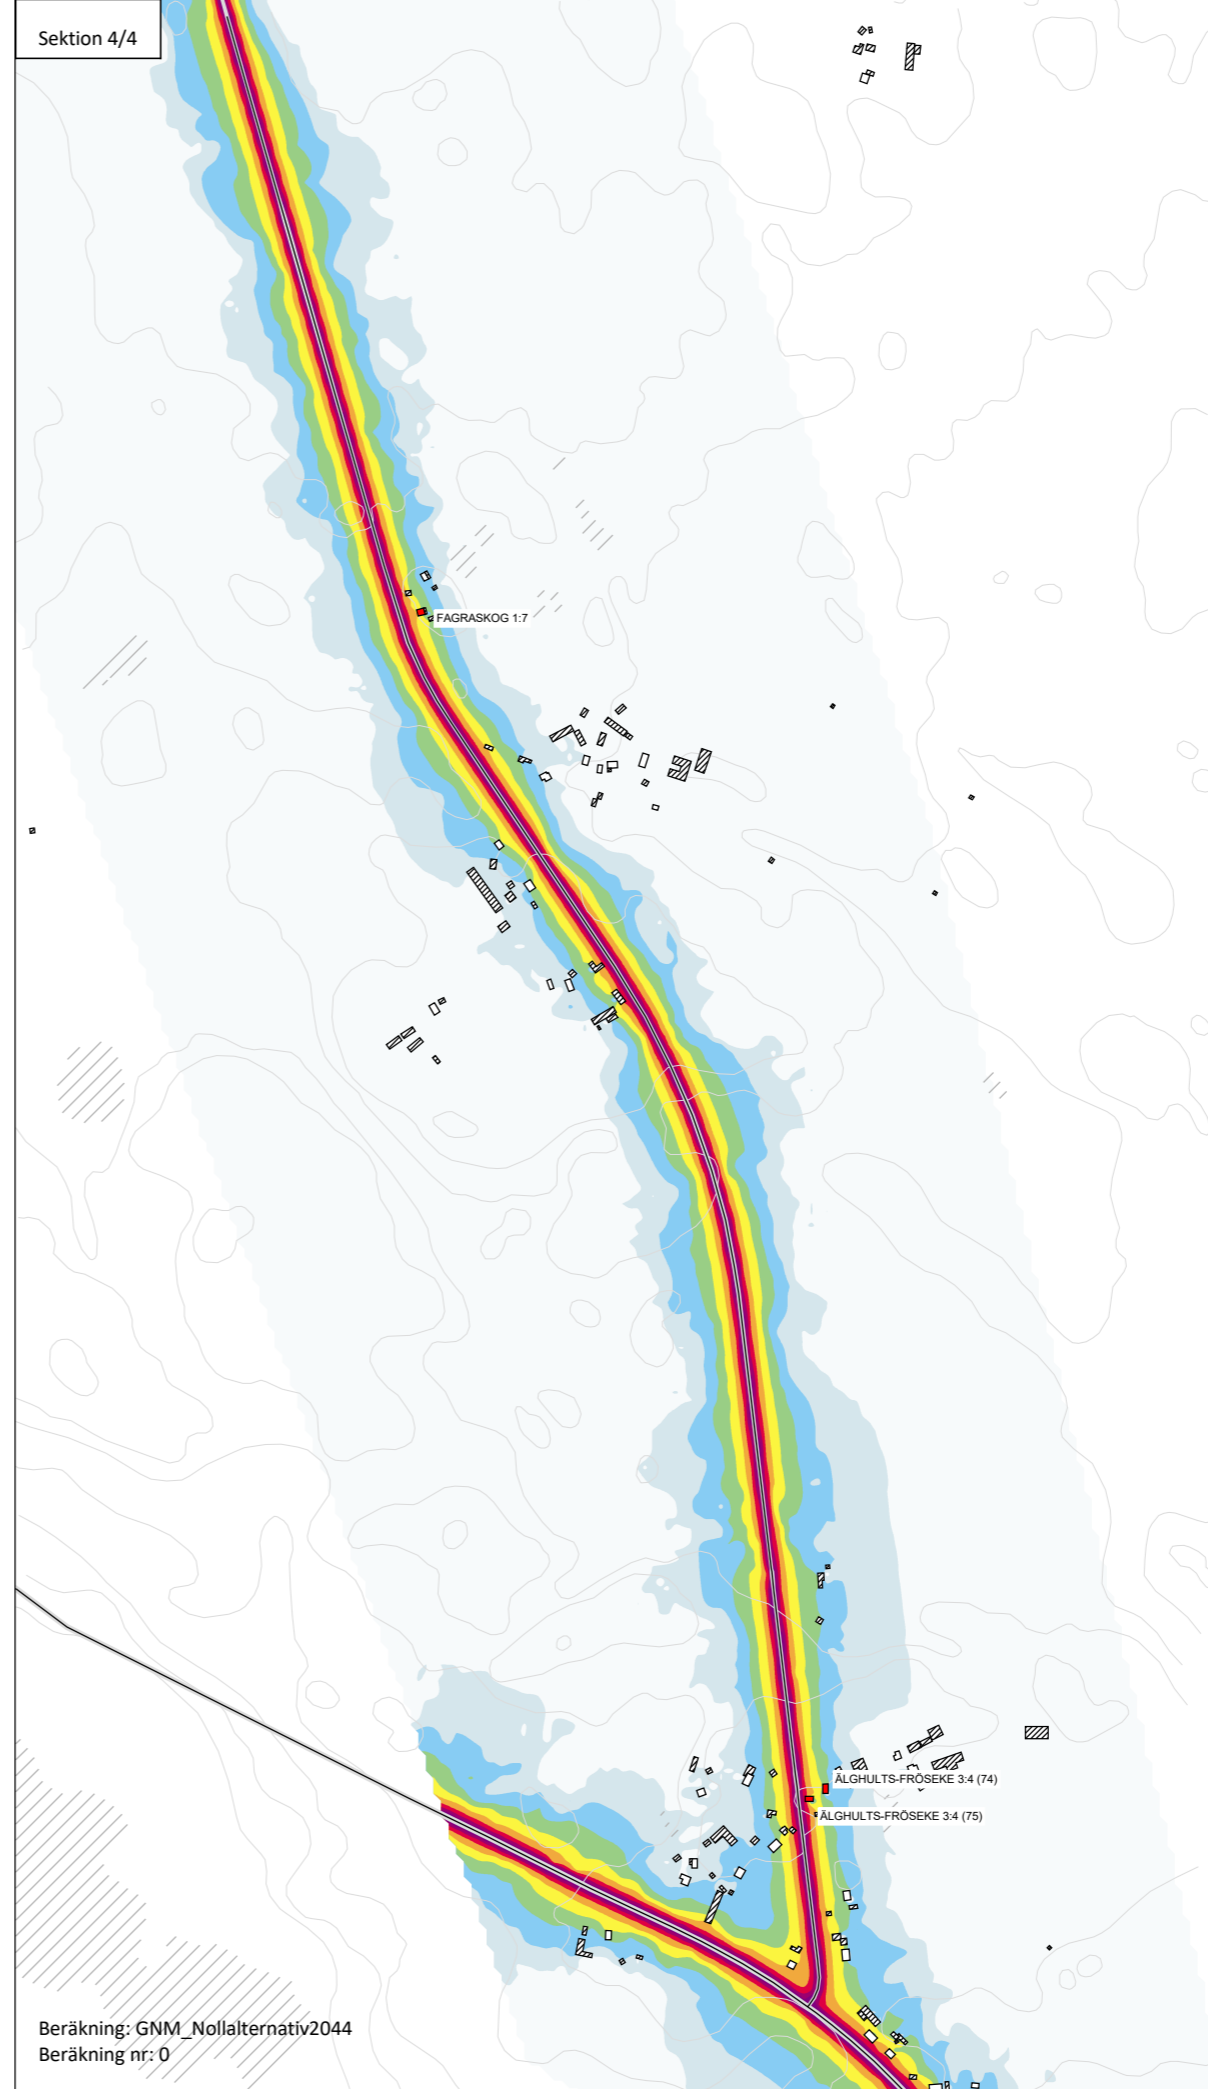 Sektion 4/4
FAGRASKOG 1:7
ÄLGHULTS-FRÖSEKE 3:4 (74)
ÄLGHULTS-FRÖSEKE 3:4 (75)
Beräkning: GNM_Nollalternativ2044
Beräkning nr: 0